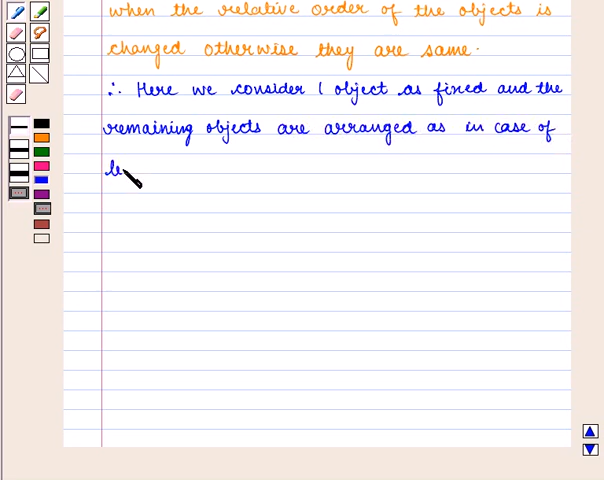 when the relative order of the objects is
changed otherwise they are same.
∴ Here we consider 1 object as fixed and the
remaining objects are arranged as in case of